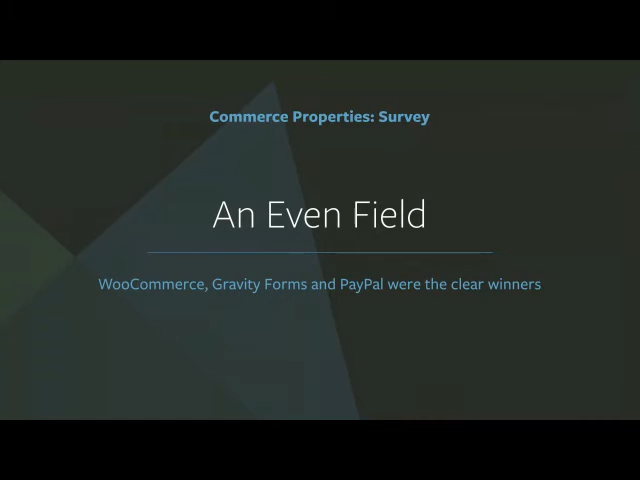 Commerce Properties: Survey
An Even Field
WooCommerce, Gravity Forms and PayPal were the clear winners